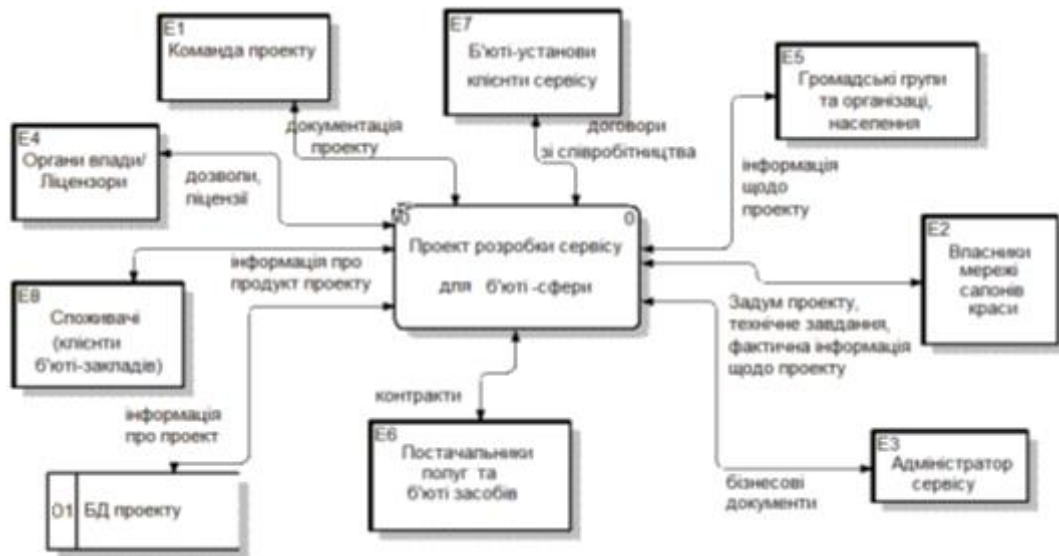 E1
Команда проекту
E7
Б'юті-установи
клієнти сервісу
E5
Громадські групи
та організаці,
населення
E4
Органи влади/
Ліцензори
документація
проекту
договори
зі співробітництва
дозволи,
ліцензії
інформація
щодо
проекту
0
Проект розробки сервісу
для б'юті -сфери
E2
Власники
мережі
салонів
краси
інформація про
продукт проекту
E8
Споживачі
(клієнти
б'юті-закладів)
Задум проекту,
технічне завдання,
фактична інформація
щодо проекту
контракти
інформація
про проект
E6
Постачальники
попуг та
б'юті засобів
E3
Адміністратор
сервісу
бізнесові
документи
О1
БД проекту